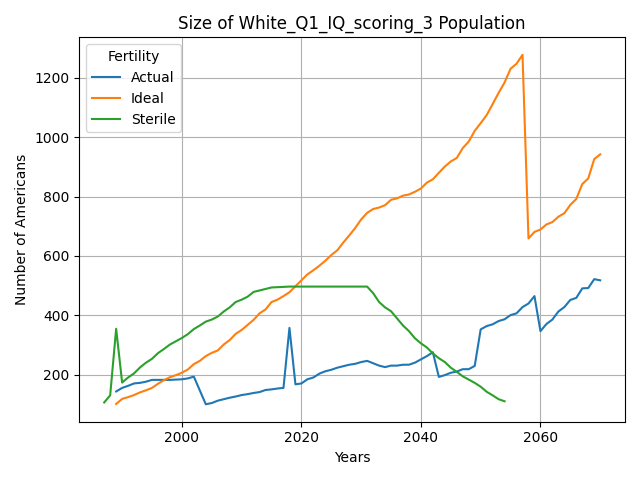 Size of White_Q1_IQ_scoring_3 Population
Fertility
Actual
Ideal
Sterile
Number of Americans
1200
1000
800
600
400
200
2000
2020
2040
2060
Years